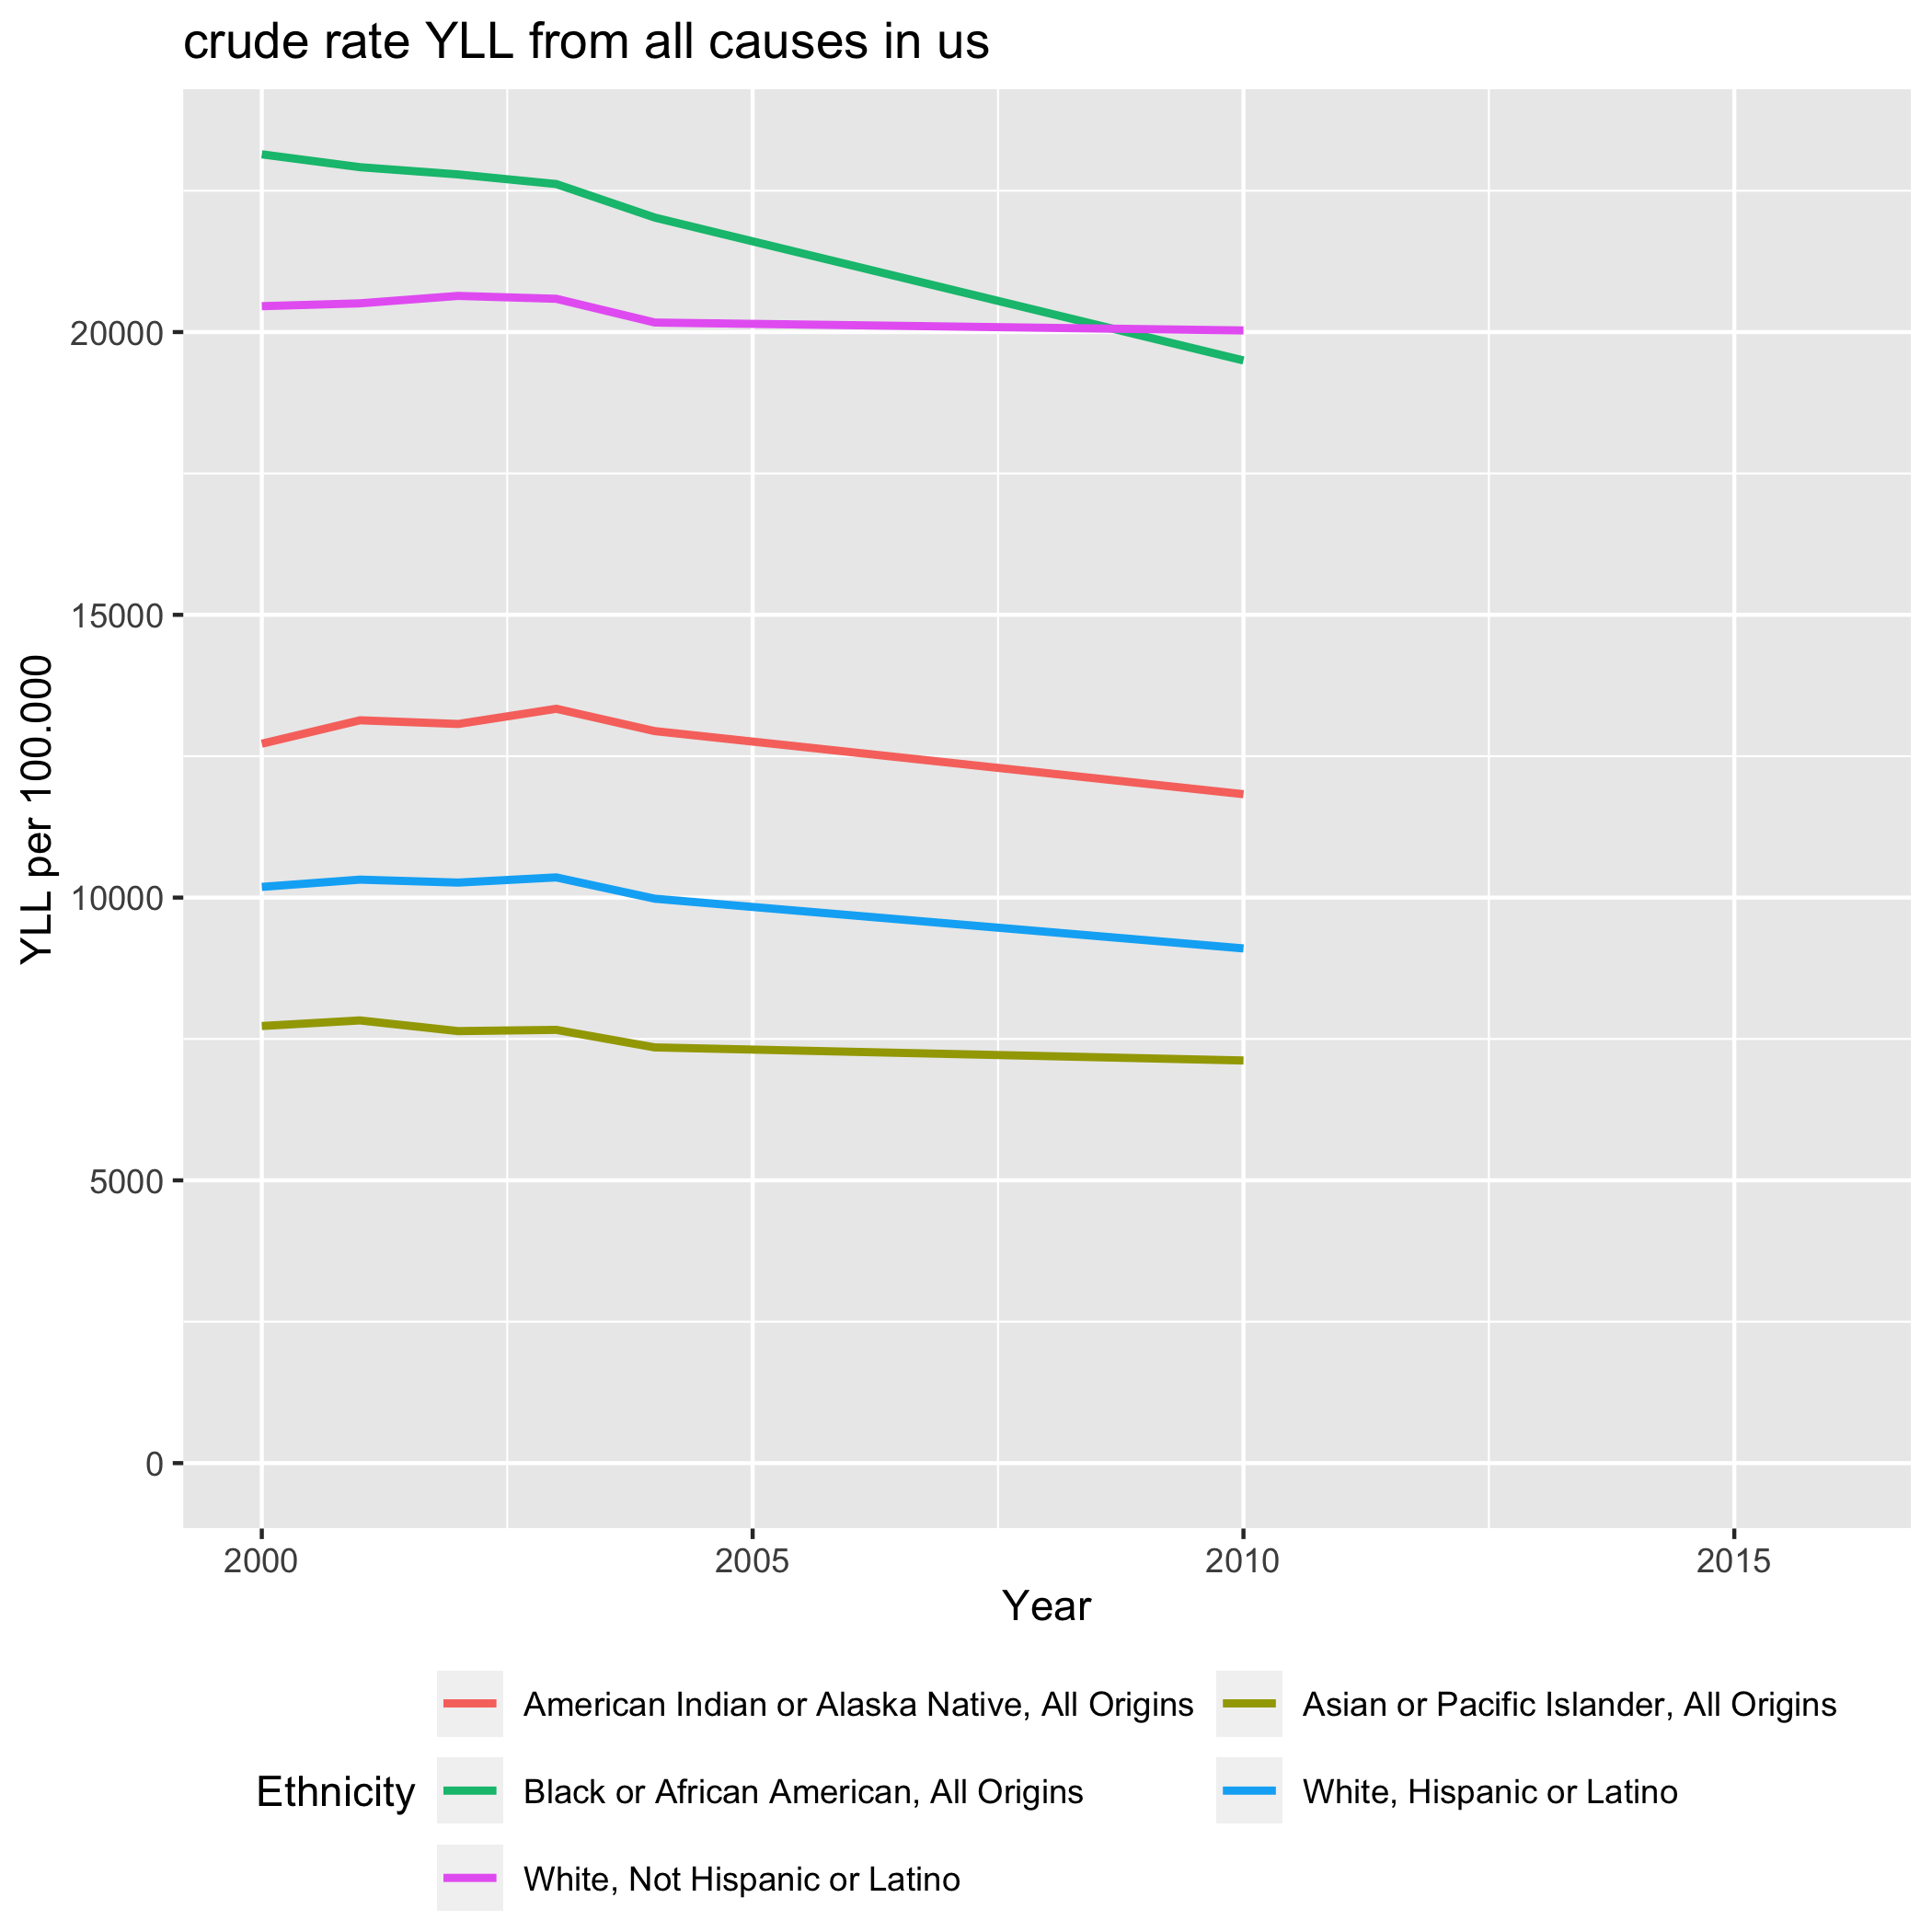 crude rate YLL from all causes in us
YLL per 100.000
20000
15000
10000
5000
0
2000 2005 2010 2015
Year
Ethnicity
American Indian or Alaska Native, All Origins
Asian or Pacific Islander, All Origins
Black or African American, All Origins
White, Hispanic or Latino
White, Not Hispanic or Latino